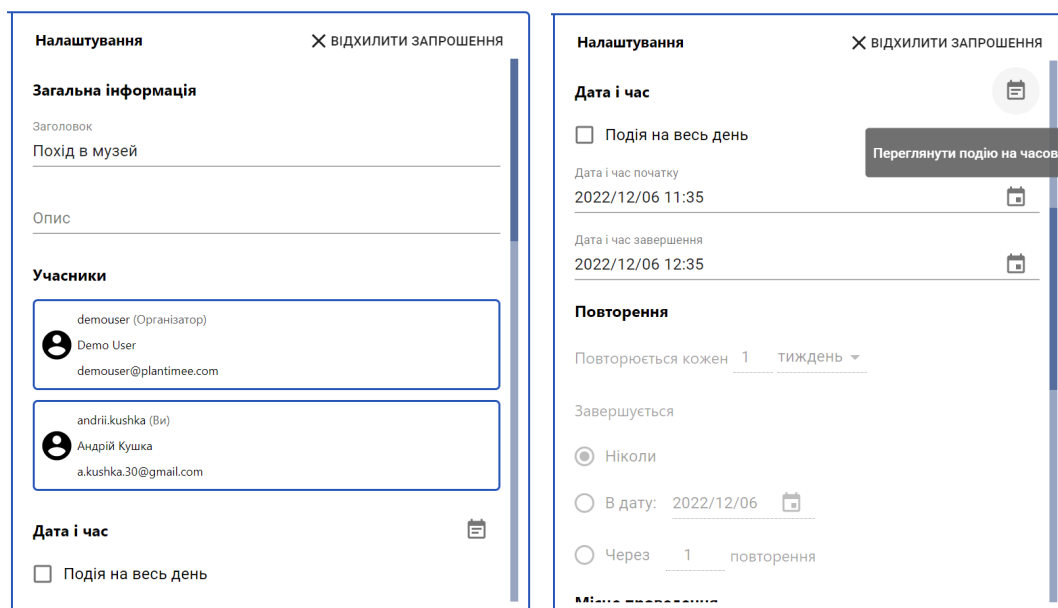 Налаштування
ВІДХИЛИТИ ЗАПРОШЕННЯ
Загальна інформація
Заголовок
Похід в музей
Опис
Учасники
demouser (Організатор)
Demo User
demouser@plantimee.com
andrii.kushka (Ви)
Андрій Кушка
a.kushka.30@gmail.com
Дата і час
Подія на весь день
Налаштування
ВІДХИЛИТИ ЗАПРОШЕННЯ
Дата і час
Подія на весь день
Переглянути подію на часов
Дата і час початку
2022/12/06 11:35
Дата і час завершення
2022/12/06 12:35
Повторення
Повторюється кожен 1 тиждень
Завершується
Ніколи
В дату: 2022/12/06
Через 1 повторення